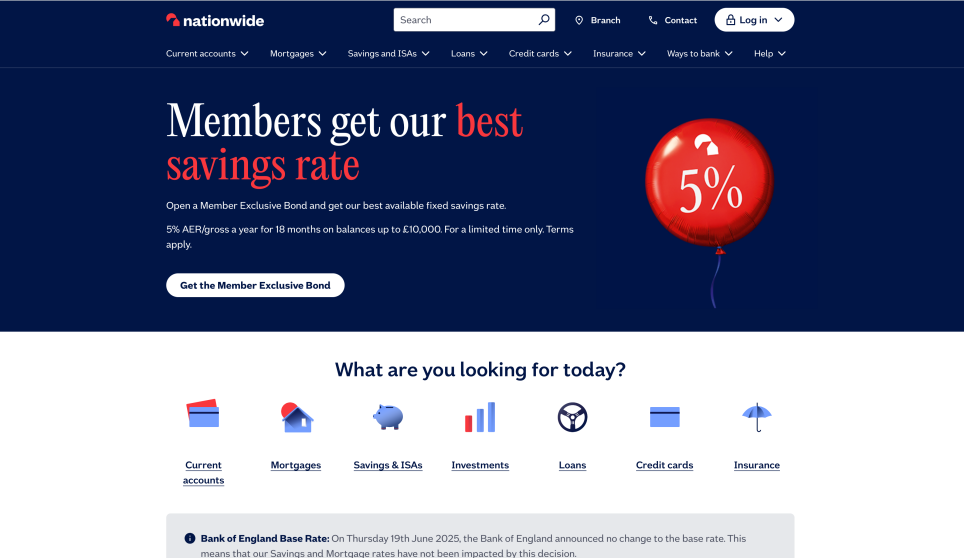 nationwide
Search
Branch
Contact
Log in
Current accounts
Mortgages
Savings and ISAs
Loans
Credit cards
Insurance
Ways to bank
Help
Members get our best
savings rate
Open a Member Exclusive Bond and get our best available fixed savings rate.
5% AER/gross a year for 18 months on balances up to £10,000. For a limited time only. Terms
apply.
Get the Member Exclusive Bond
5%
What are you looking for today?
Current
accounts
Mortgages
Savings & ISAs
Investments
Loans
Credit cards
Insurance
Bank of England Base Rate: On Thursday 19th June 2025, the Bank of England announced no change to the base rate. This
means that our Savings and Mortgage rates have not been impacted by this decision.